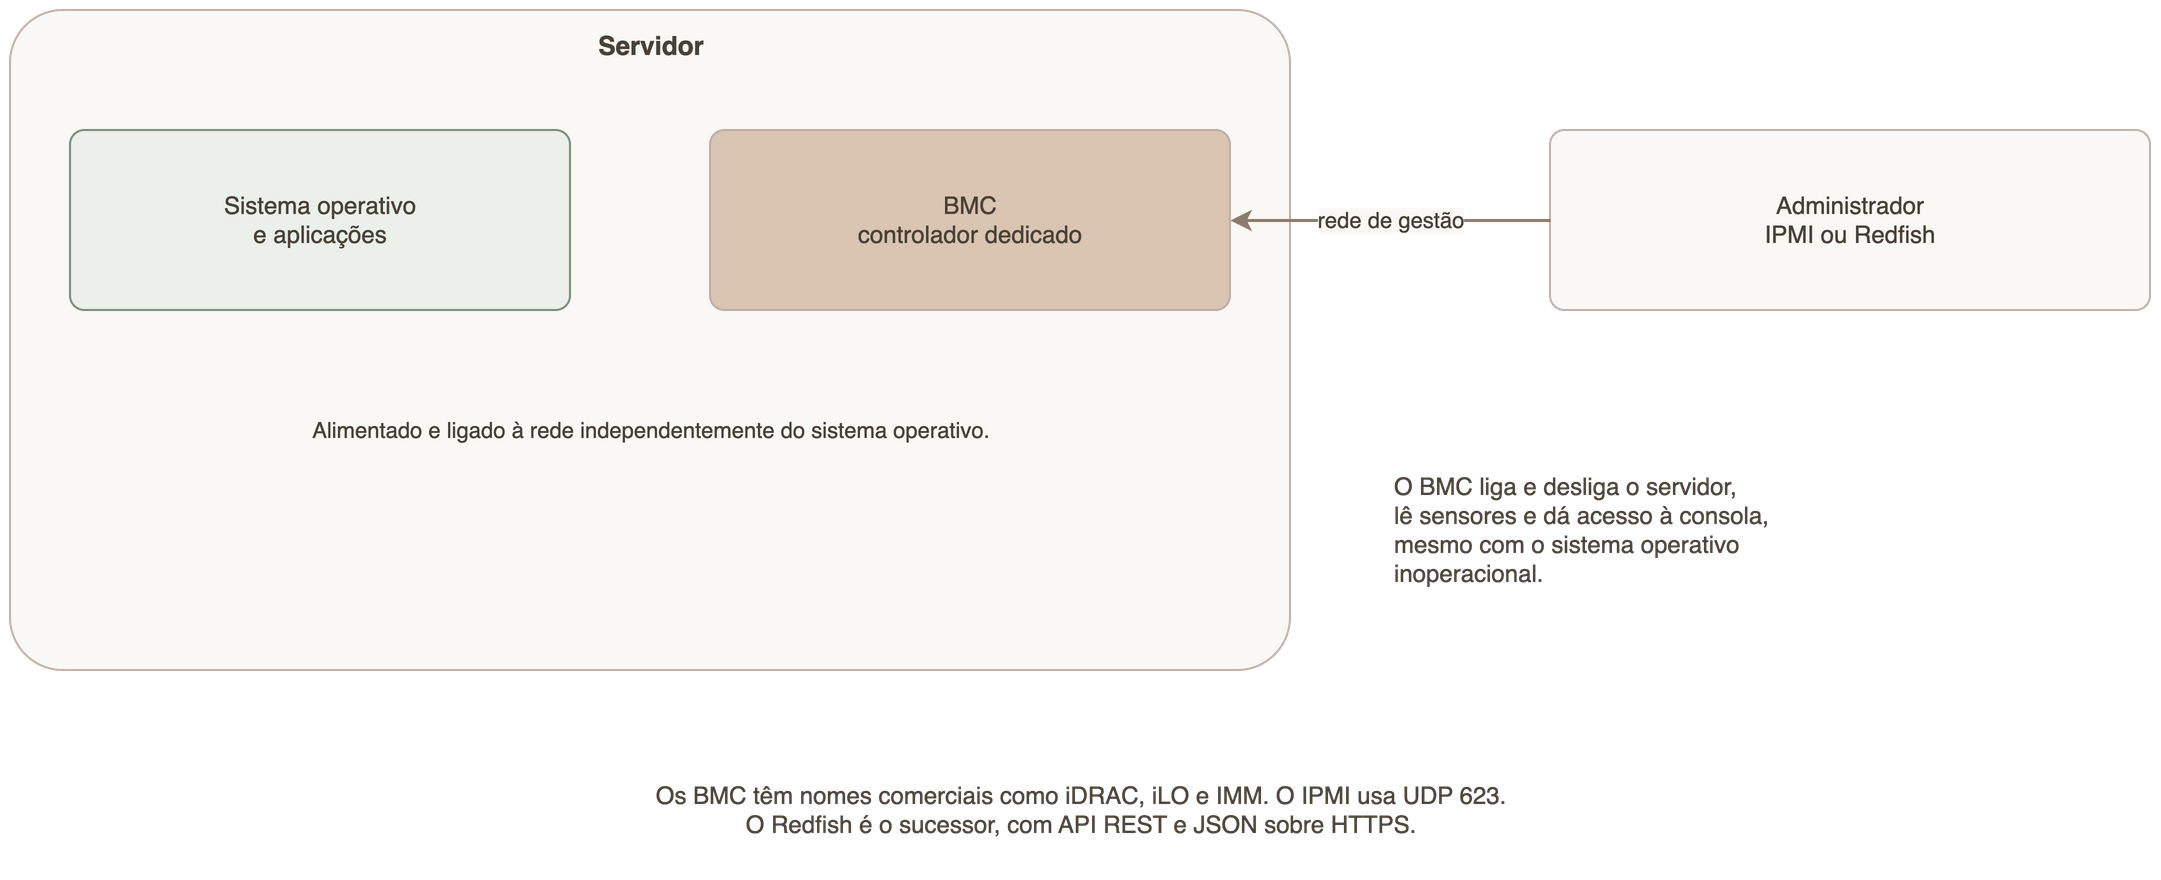 Servidor
Sistema operativo
e aplicações
BMC
controlador dedicado
rede de gestão
Administrador
IPMI ou Redfish
Alimentado e ligado à rede independentemente do sistema operativo.
O BMC liga e desliga o servidor,
lê sensores e dá acesso à consola,
mesmo com o sistema operativo
inoperacional.
Os BMC têm nomes comerciais como iDRAC, iLO e IMM. O IPMI usa UDP 623.
O Redfish é o sucessor, com API REST e JSON sobre HTTPS.